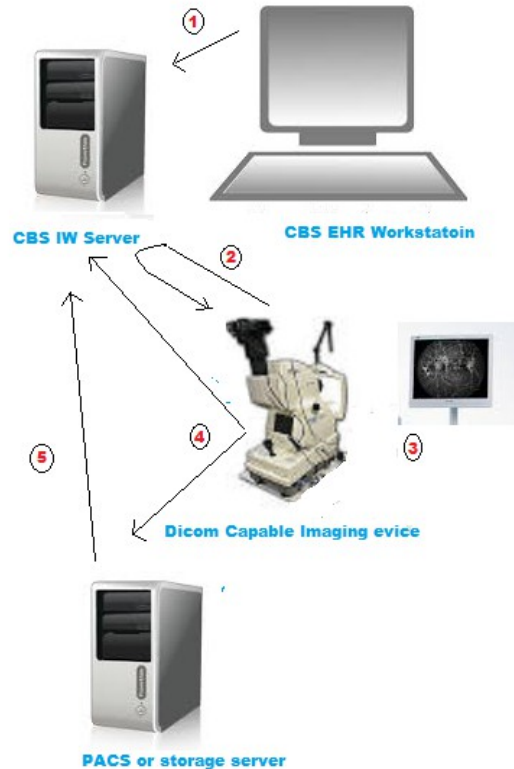 1
CBS IW Server
CBS EHR Workstatoin
2
3
4
5
Dicom Capable Imaging evice
PACS or storage server